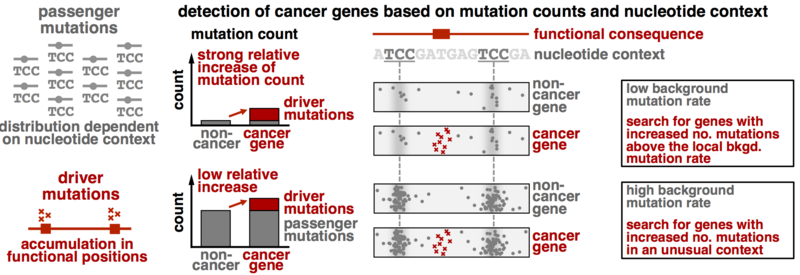 passenger
mutations
TCC TCC
TCC TCC
TCC TCC
TCC TCC
TCC TCC
distribution dependent
on nucleotide context
driver
mutations
accumulation in
functional positions
detection of cancer genes based on mutation counts and nucleotide context
mutation count
strong relative
increase of
mutation count
count
driver
mutations
non-
cancer
cancer
gene
low relative
increase
count
driver
mutations
passenger
mutations
non-
cancer
cancer
gene
functional consequence
ATCCGATGAGTCCGA
nucleotide context
non-
cancer
gene
cancer
gene
non-
cancer
gene
cancer
gene
low background
mutation rate
search for genes with
increased no. mutations
above the local bkgd.
mutation rate
high background
mutation rate
search for genes with
increased no. mutations
in an unusual context